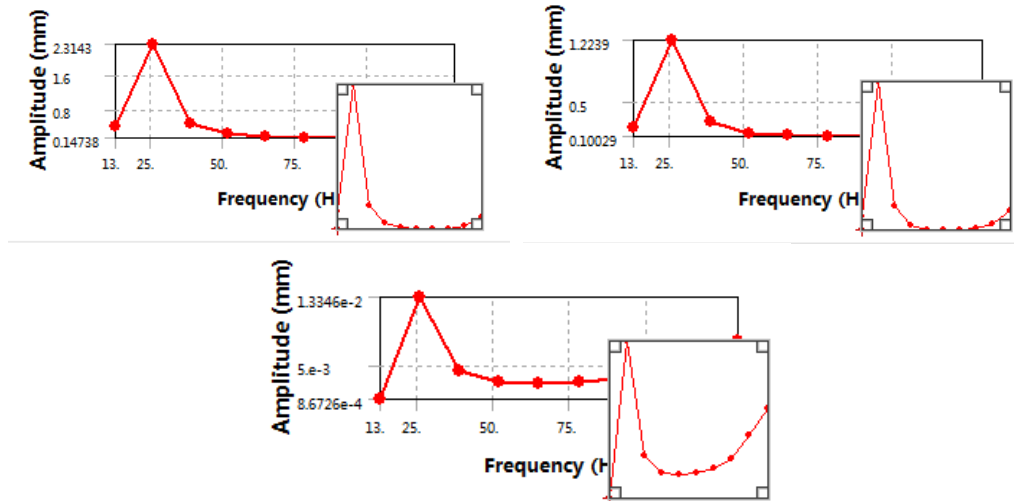 Amplitude (mm)
2.3143
1.6
0.8
0.14738
13. 25. 50. 75.
Frequency (H
Amplitude (mm)
1.2239
0.5
0.10029
13. 25. 50. 75.
Frequency (H
Amplitude (mm)
1.3346e-2
5.e-3
8.6726e-4
13. 25. 50. 75.
Frequency (H